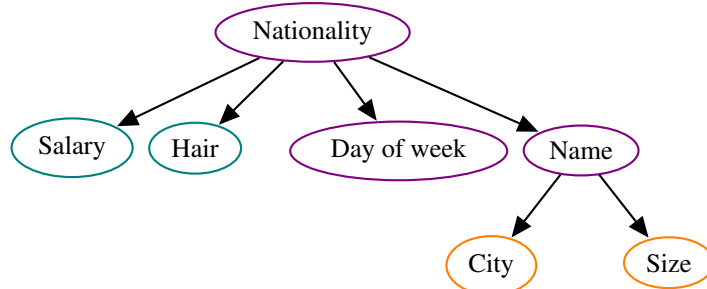 Nationality
Salary
Hair
Day of week
Name
City
Size